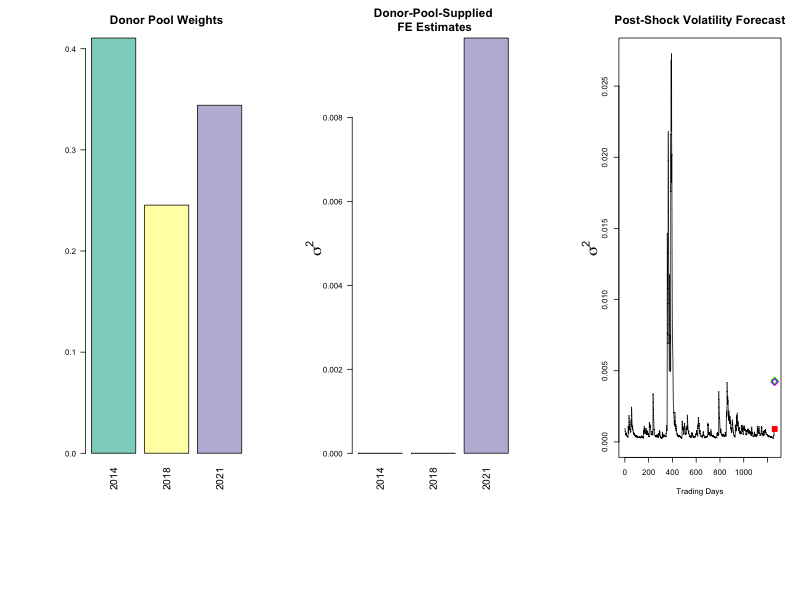 Donor Pool Weights
0.4
0.3
0.2
0.1
0.0
2014
2018
2021
Donor-Pool-Supplied
FE Estimates
σ²
0.008
0.006
0.004
0.002
0.000
2014
2018
2021
Post-Shock Volatility Forecast
σ²
0.025
0.020
0.015
0.010
0.005
0.000
0 200 400 600 800 1000
Trading Days